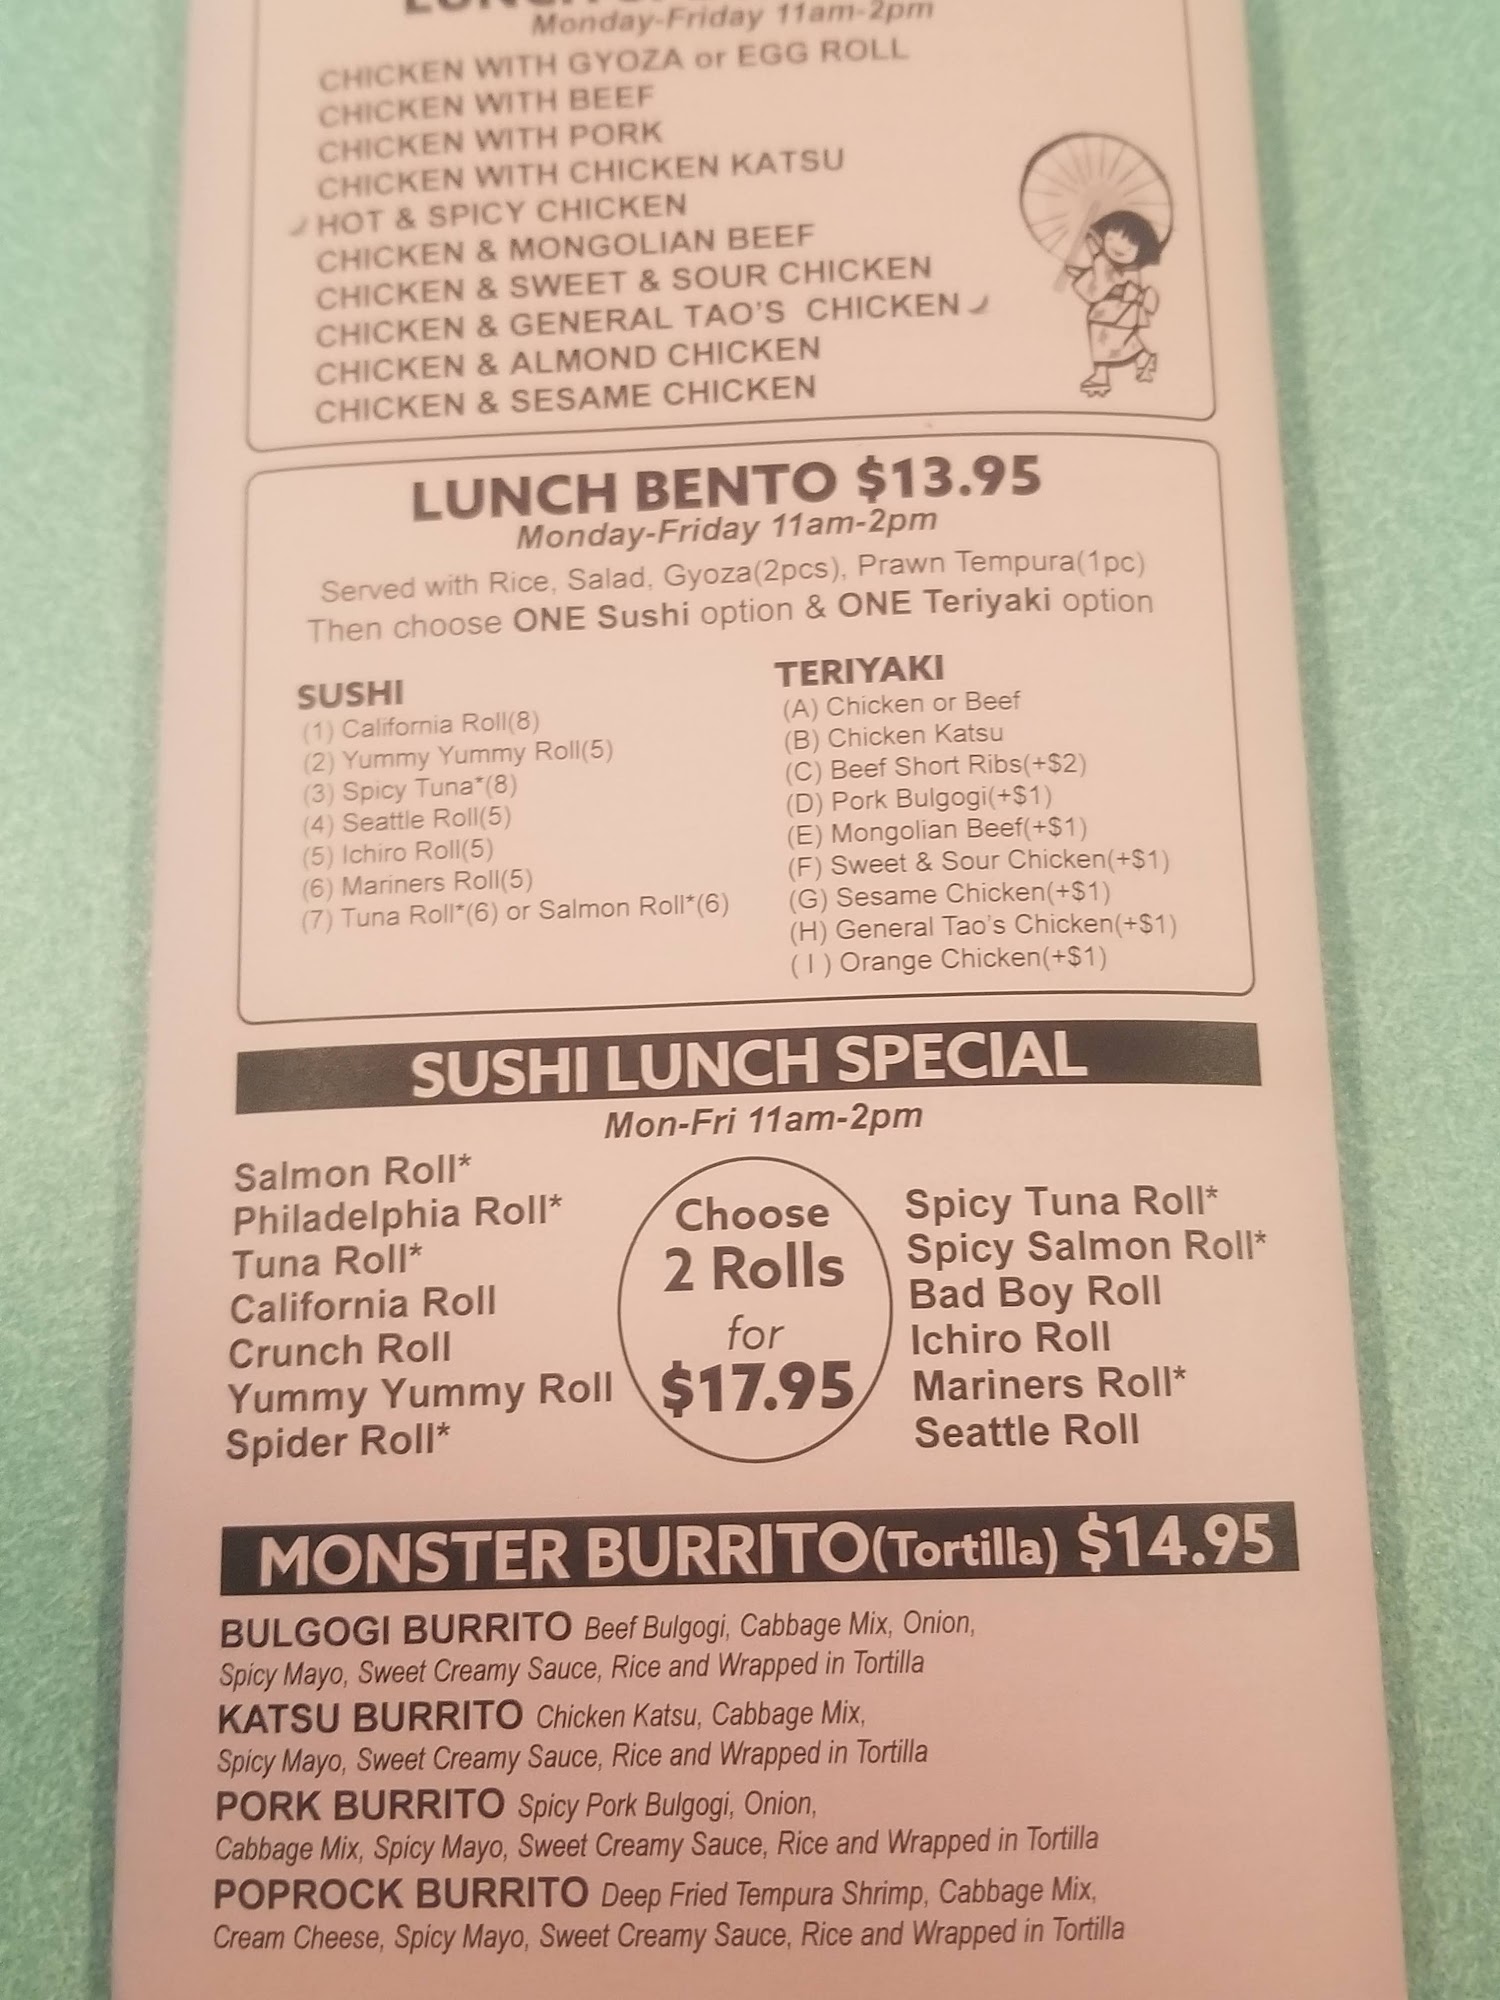 Monday-Friday 11am-2pm
CHICKEN WITH GYOZA or EGG ROLL
CHICKEN WITH BEEF
CHICKEN WITH PORK
CHICKEN WITH CHICKEN KATSU
HOT & SPICY CHICKEN
CHICKEN & MONGOLIAN BEEF
CHICKEN & SWEET & SOUR CHICKEN
CHICKEN & GENERAL TAO'S CHICKEN
CHICKEN & ALMOND CHICKEN
CHICKEN & SESAME CHICKEN
LUNCH BENTO $13.95
Monday-Friday 11am-2pm
Served with Rice, Salad, Gyoza(2pcs), Prawn Tempura(1pc)
Then choose ONE Sushi option & ONE Teriyaki option
SUSHI
(1) California Roll(8)
(2) Yummy Yummy Roll(5)
(3) Spicy Tuna*(8)
(4) Seattle Roll(5)
(5) Ichiro Roll(5)
(6) Mariners Roll(5)
(7) Tuna Roll*(6) or Salmon Roll*(6)
TERIYAKI
(A) Chicken or Beef
(B) Chicken Katsu
(C) Beef Short Ribs(+$2)
(D) Pork Bulgogi(+$1)
(E) Mongolian Beef(+$1)
(F) Sweet & Sour Chicken(+$1)
(G) Sesame Chicken(+$1)
(H) General Tao's Chicken(+$1)
( I ) Orange Chicken(+$1)
SUSHI LUNCH SPECIAL
Mon-Fri 11am-2pm
Salmon Roll*
Philadelphia Roll*
Tuna Roll*
California Roll
Crunch Roll
Yummy Yummy Roll
Spider Roll*
Choose
2 Rolls
for
$17.95
Spicy Tuna Roll*
Spicy Salmon Roll*
Bad Boy Roll
Ichiro Roll
Mariners Roll*
Seattle Roll
MONSTER BURRITO(Tortilla) $14.95
BULGOGI BURRITO Beef Bulgogi, Cabbage Mix, Onion,
Spicy Mayo, Sweet Creamy Sauce, Rice and Wrapped in Tortilla
KATSU BURRITO Chicken Katsu, Cabbage Mix,
Spicy Mayo, Sweet Creamy Sauce, Rice and Wrapped in Tortilla
PORK BURRITO Spicy Pork Bulgogi, Onion,
Cabbage Mix, Spicy Mayo, Sweet Creamy Sauce, Rice and Wrapped in Tortilla
POPROCK BURRITO Deep Fried Tempura Shrimp, Cabbage Mix,
Cream Cheese, Spicy Mayo, Sweet Creamy Sauce, Rice and Wrapped in Tortilla